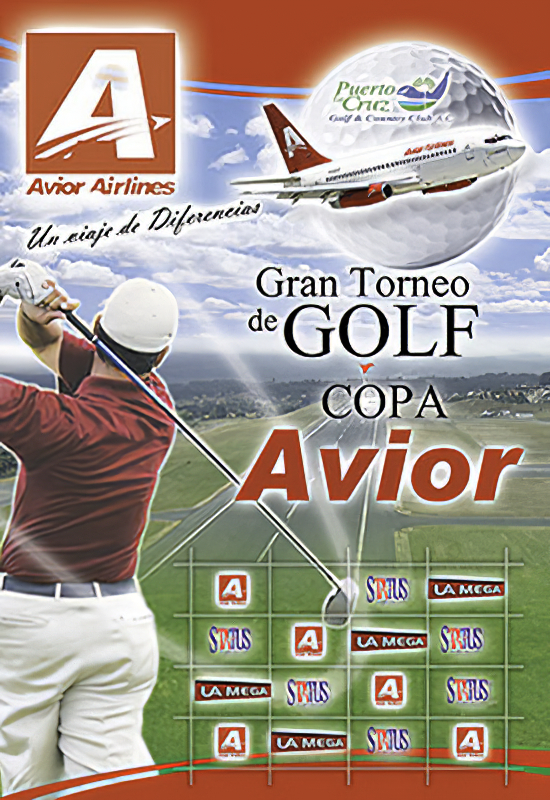 A
Avior Airlines
Un viaje de Diferencias
Puerto
La Cruz
Golf & Country Club A.C.
A
Avior Airlines
Gran Torneo
de GOLF
COPA
Avior
A STATUS LA MEGA
STATUS A LA MEGA STATUS
LA MEGA STATUS A STATUS
A LA MEGA STATUS A